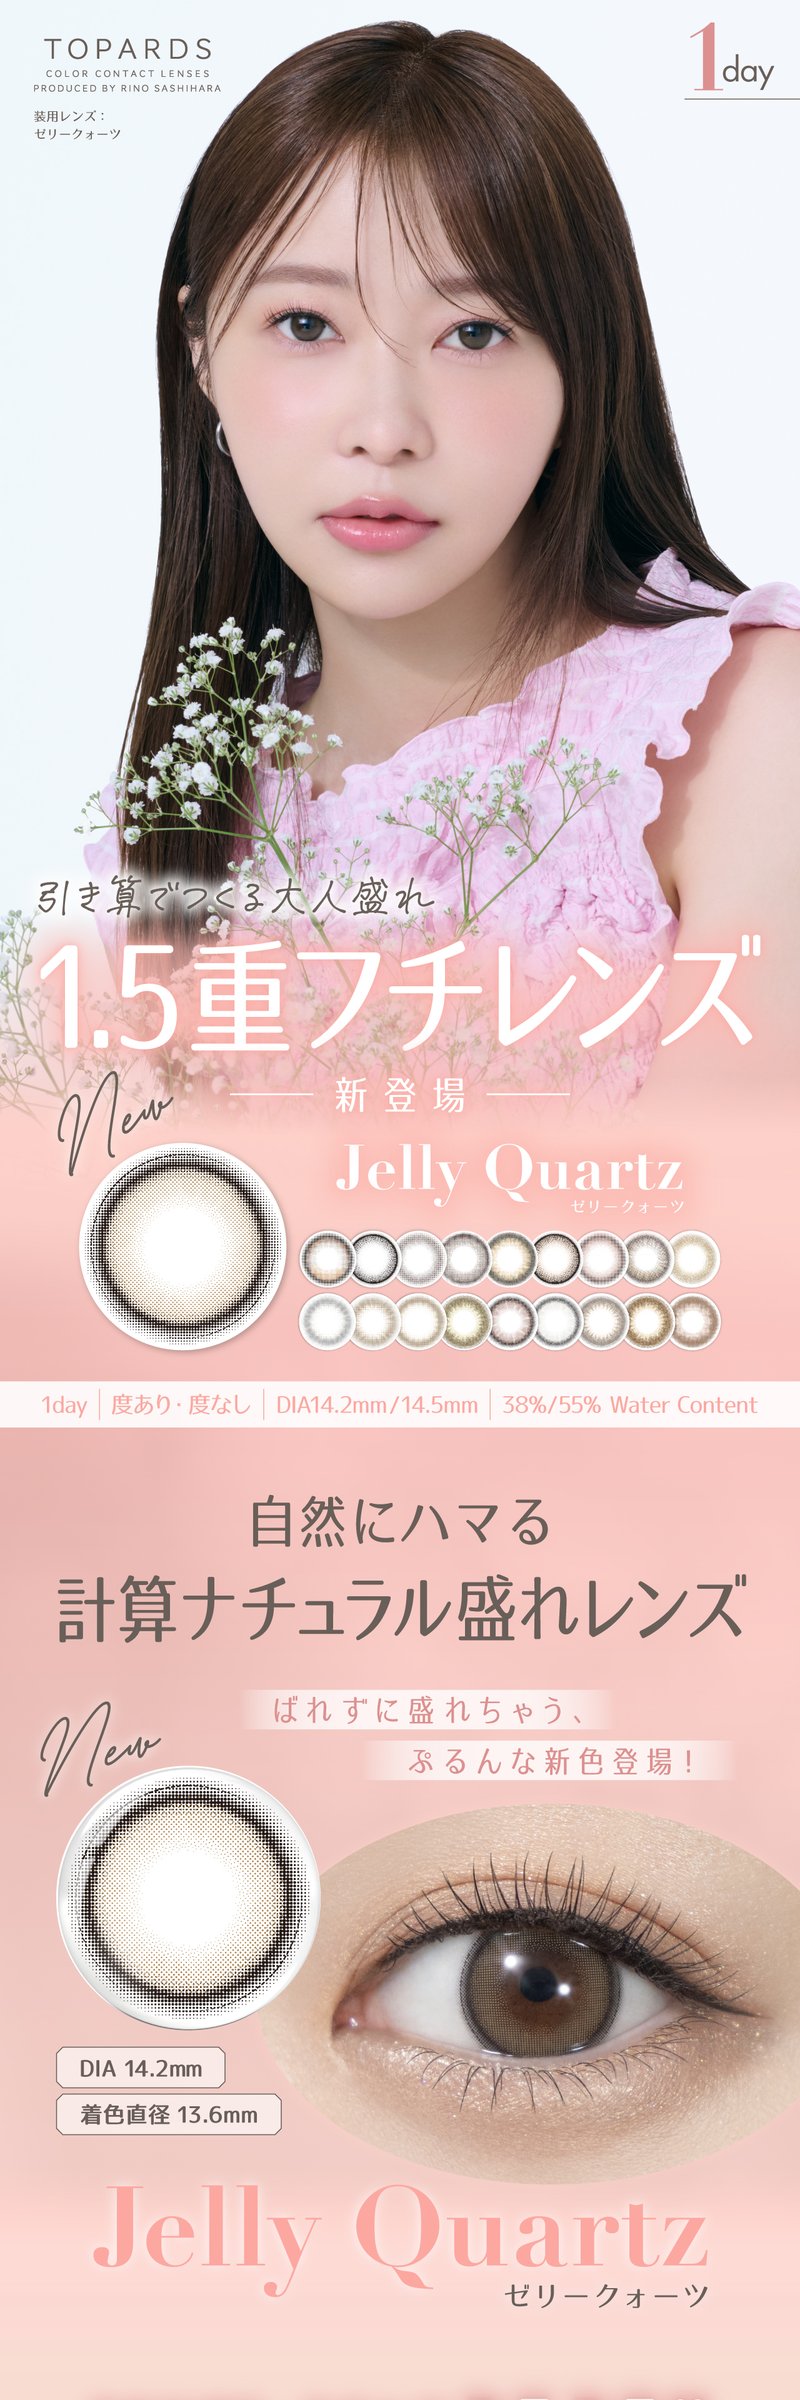 TOPARDS
COLOR CONTACT LENSES
PRODUCED BY RINO SASHIHARA
装用レンズ：
ゼリークォーツ
1day
引き算でつくる大人盛れ
1.5重フチレンズ
新登場
New
Jelly Quartz
ゼリークォーツ
1day | 度あり・度なし | DIA14.2mm/14.5mm | 38%/55% Water Content
自然にハマる
計算ナチュラル盛れレンズ
ばれずに盛れちゃう、
ぷるんな新色登場！
New
DIA 14.2mm
着色直径 13.6mm
Jelly Quartz
ゼリークォーツ